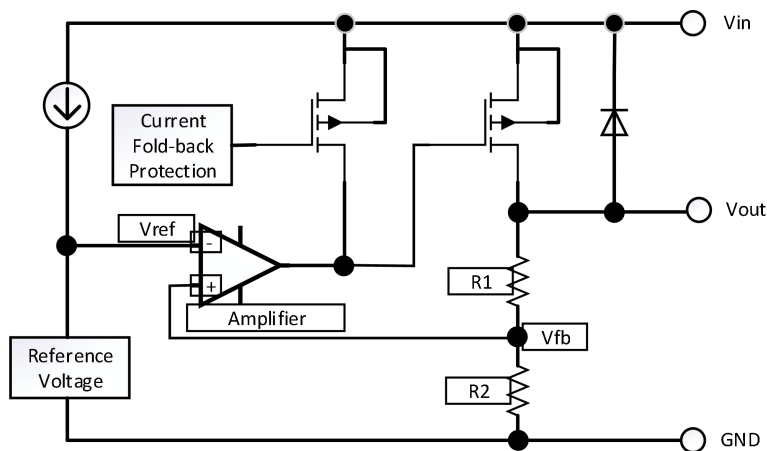 Vin
Current
Fold-back
Protection
Vref
-
+
Amplifier
Vout
R1
Vfb
Reference
Voltage
R2
GND